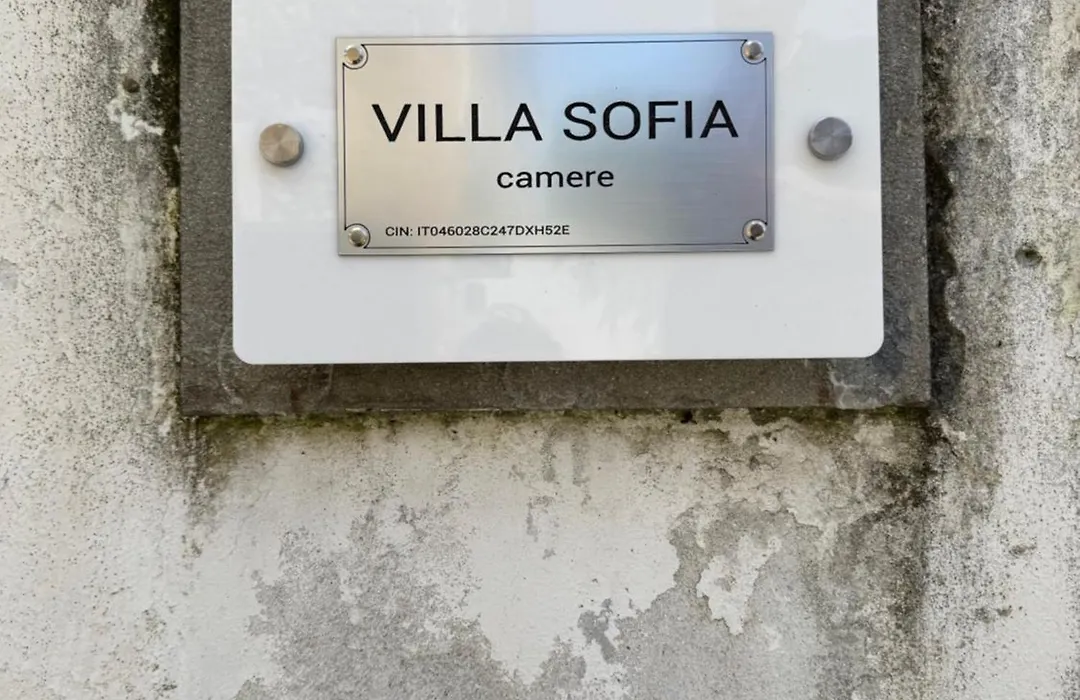 VILLA SOFIA
camere
CIN: IT046028C247DXH52E